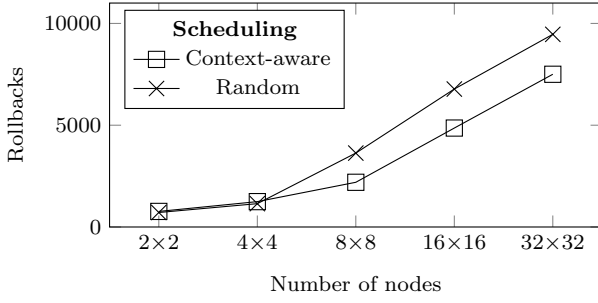 10000
5000
0
Rollbacks
Scheduling
Context-aware
Random
2×2 4×4 8×8 16×16 32×32
Number of nodes